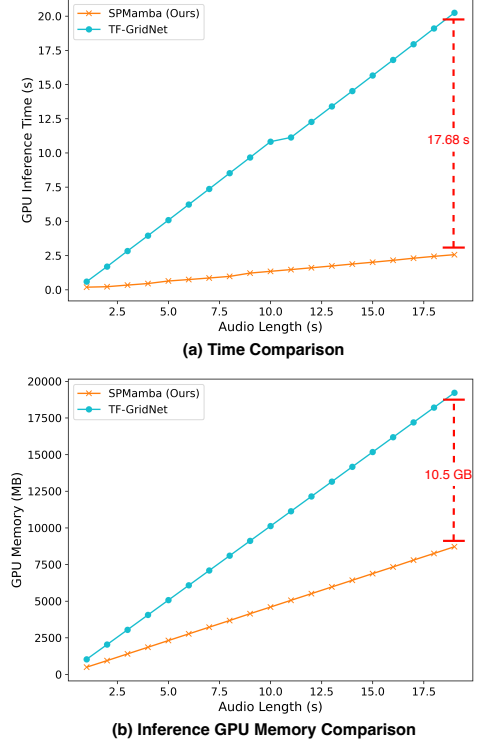 SPMamba (Ours)
TF-GridNet
20.0
17.5
15.0
12.5
10.0
7.5
5.0
2.5
0.0
GPU Inference Time (s)
17.68 s
2.5 5.0 7.5 10.0 12.5 15.0 17.5
Audio Length (s)
(a) Time Comparison
SPMamba (Ours)
TF-GridNet
20000
17500
15000
12500
10000
7500
5000
2500
0
GPU Memory (MB)
10.5 GB
2.5 5.0 7.5 10.0 12.5 15.0 17.5
Audio Length (s)
(b) Inference GPU Memory Comparison